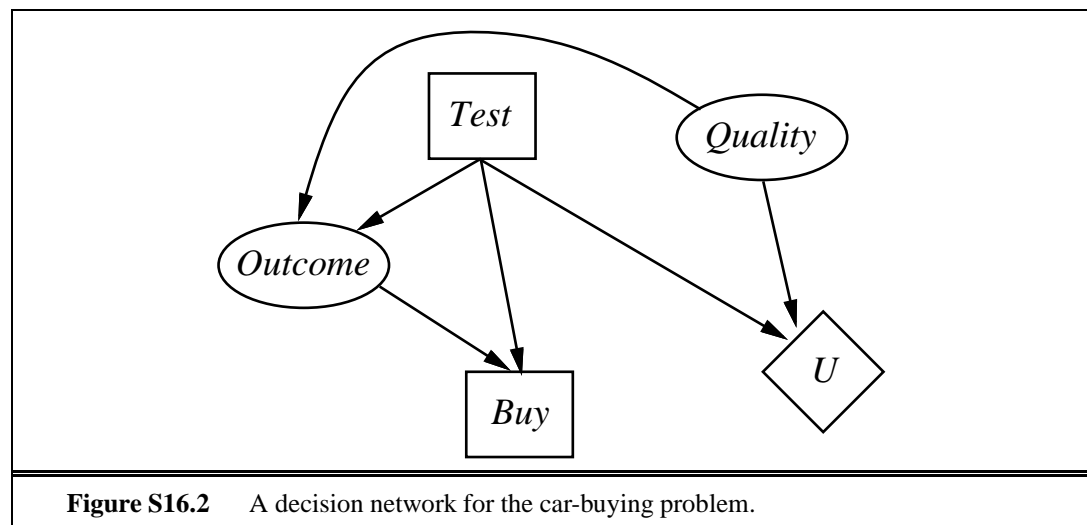 Test
Quality
Outcome
Buy
U
Figure S16.2 A decision network for the car-buying problem.